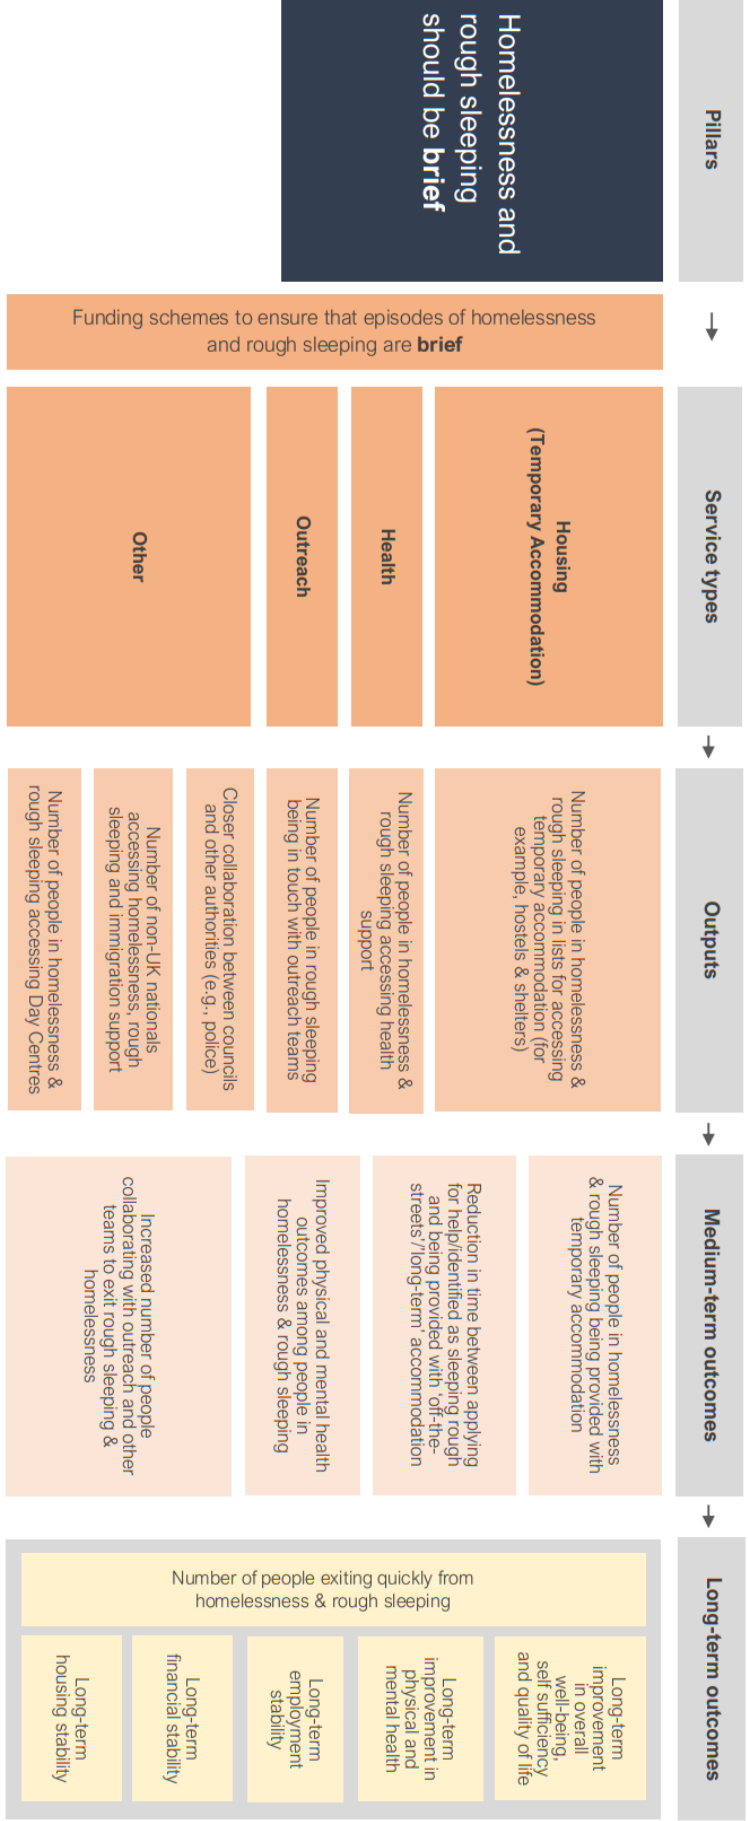 Pillars
Service types
Outputs
Medium-term outcomes
Long-term outcomes
Homelessness and
rough sleeping
should be brief
Funding schemes to ensure that episodes of homelessness
and rough sleeping are brief
Housing
(Temporary Accommodation)
Health
Outreach
Other
Number of people in homelessness &
rough sleeping in lists for accessing
temporary accommodation (for
example, hostels & shelters)
Number of people in homelessness &
rough sleeping accessing health
support
Number of people in rough sleeping
being in touch with outreach teams
Closer collaboration between councils
and other authorities (e.g., police)
Number of non-UK nationals
accessing homelessness, rough
sleeping and immigration support
Number of people in homelessness &
rough sleeping accessing Day Centres
Number of people in homelessness
& rough sleeping being provided with
temporary accommodation
Reduction in time between applying
for help/identified as sleeping rough
and being provided with 'off-the-
streets'/'long-term' accommodation
Improved physical and mental health
outcomes among people in
homelessness & rough sleeping
Increased number of people
collaborating with outreach and other
teams to exit rough sleeping &
homelessness
Number of people exiting quickly from
homelessness & rough sleeping
Long-term
improvement
in overall
well-being,
self sufficiency
and quality of life
Long-term
improvement in
physical and
mental health
Long-term
employment
stability
Long-term
financial stability
Long-term
housing stability